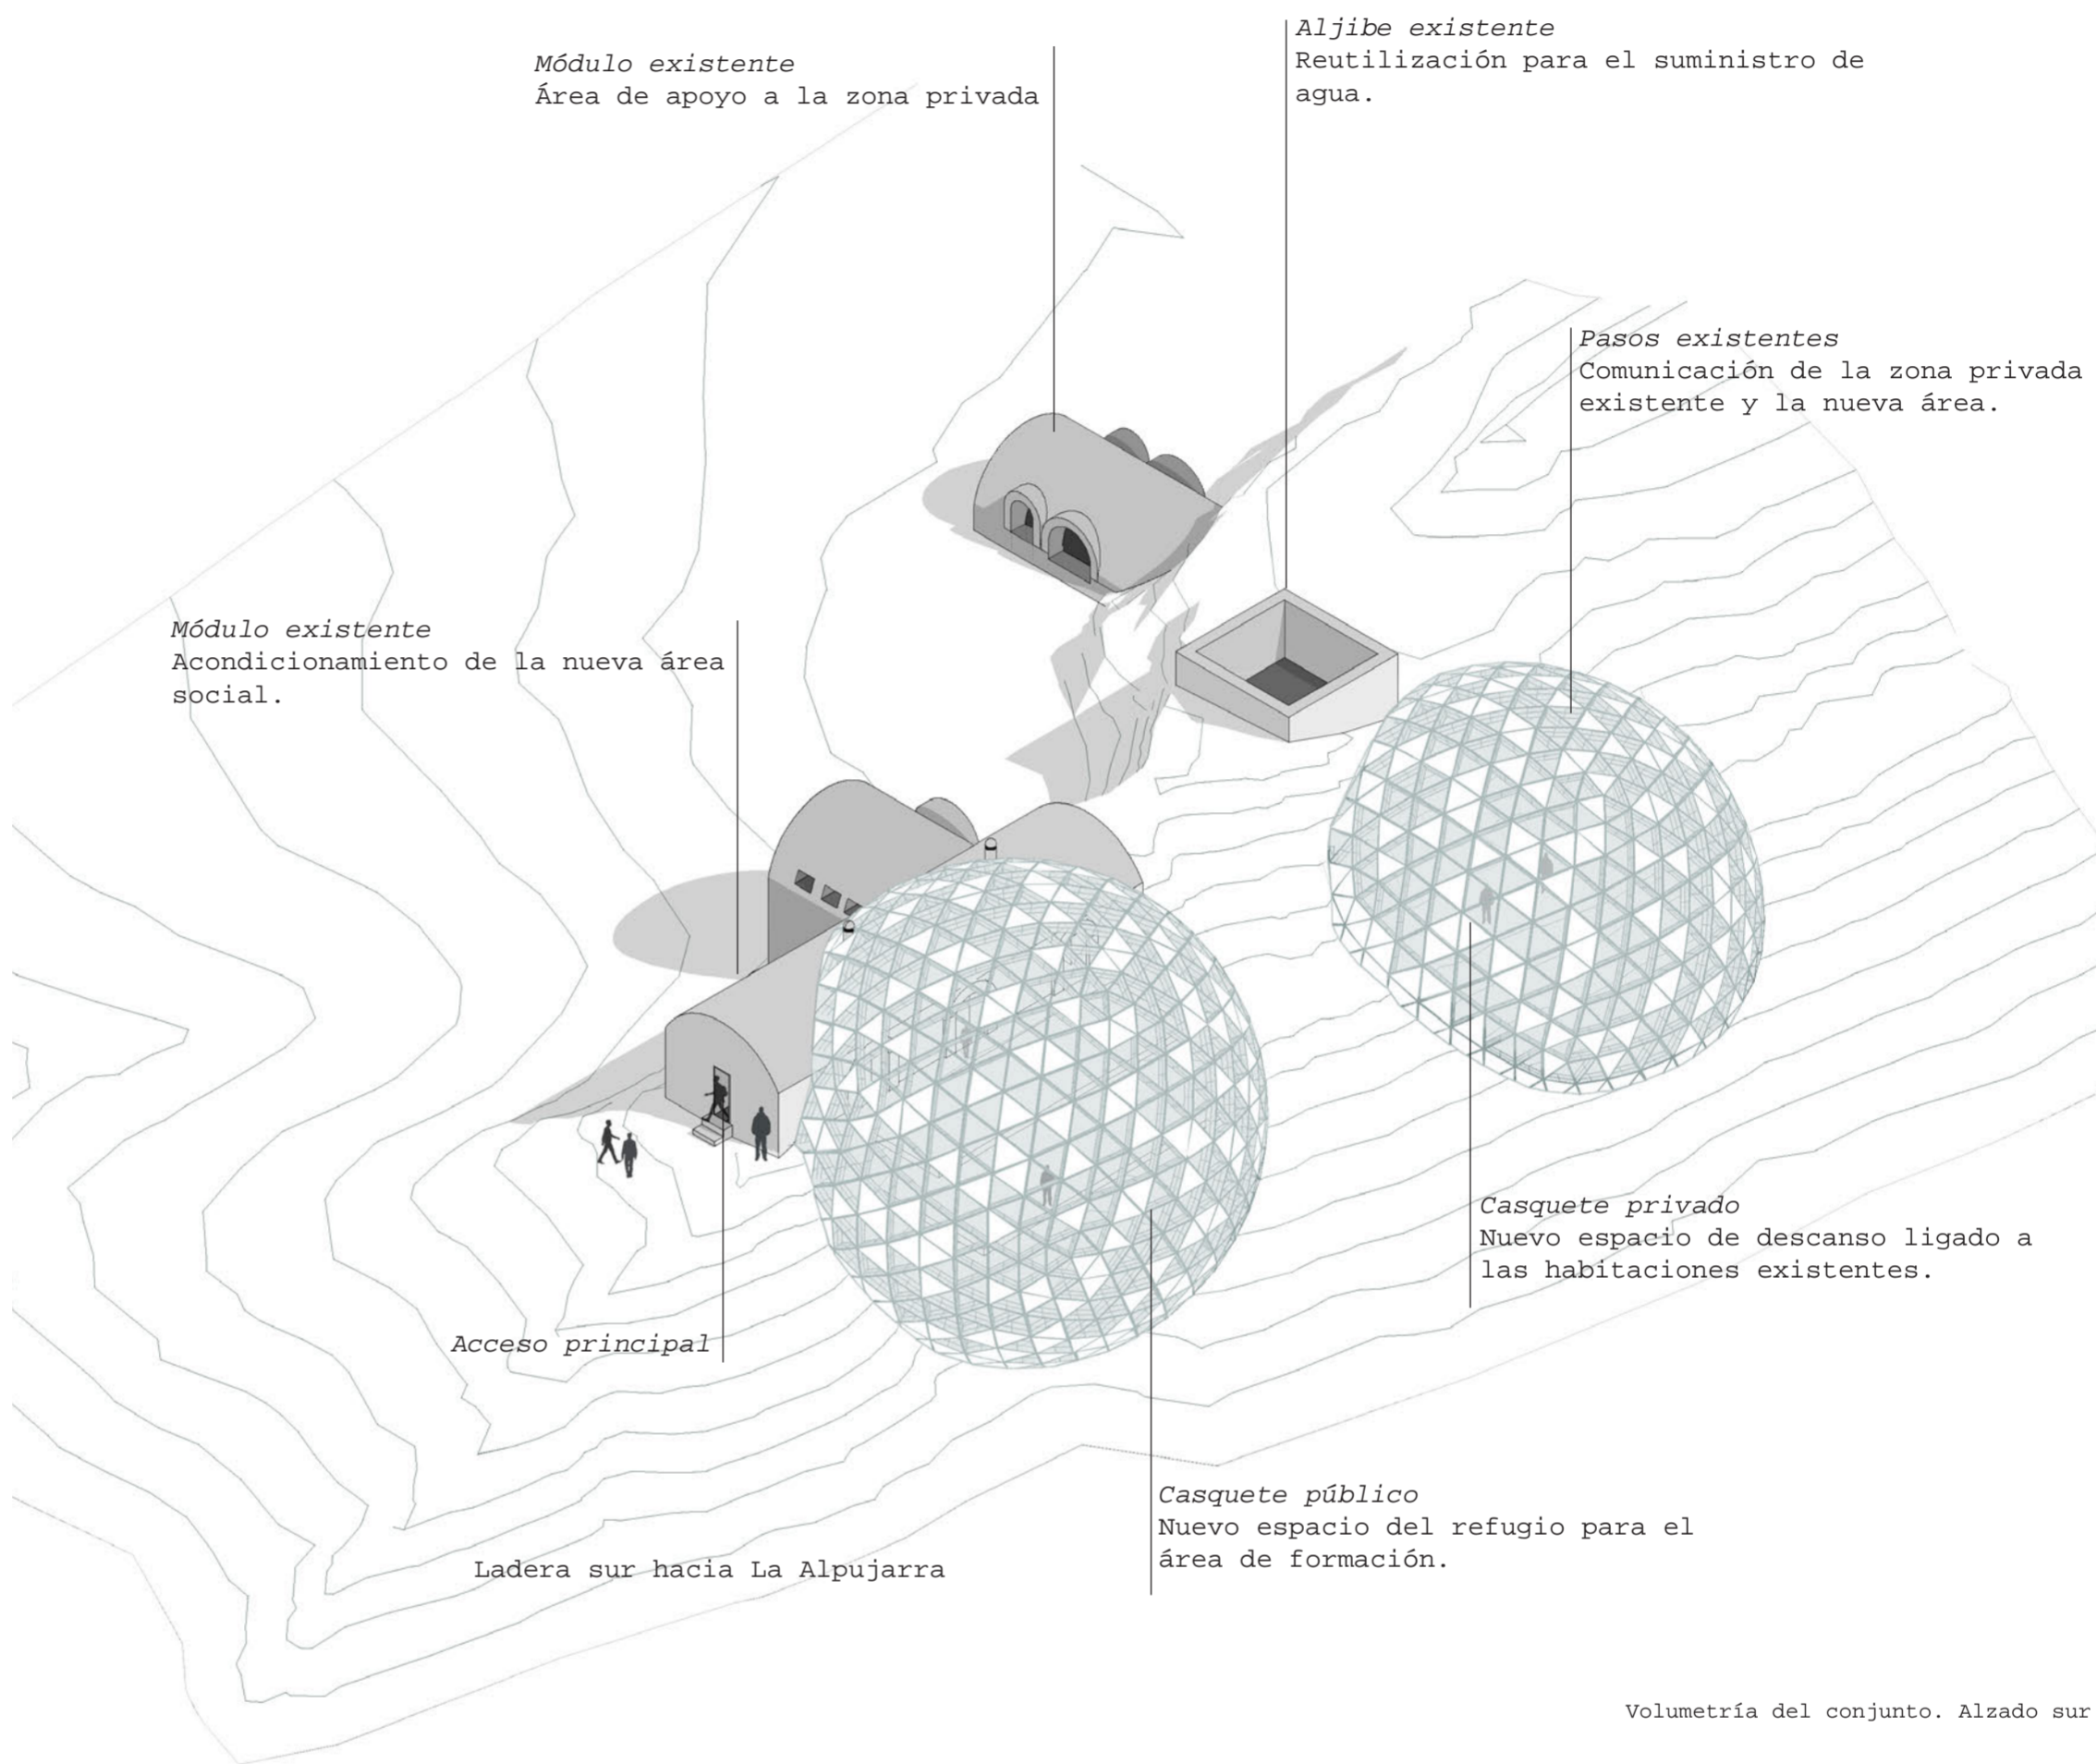 Aljibe existente
Reutilización para el suministro de
agua.
Módulo existente
Área de apoyo a la zona privada
Pasos existentes
Comunicación de la zona privada
existente y la nueva área.
Módulo existente
Acondicionamiento de la nueva área
social.
Casquete privado
Nuevo espacio de descanso ligado a
las habitaciones existentes.
Acceso principal
Casquete público
Nuevo espacio del refugio para el
área de formación.
Ladera sur hacia La Alpujarra
Volumetría del conjunto. Alzado sur